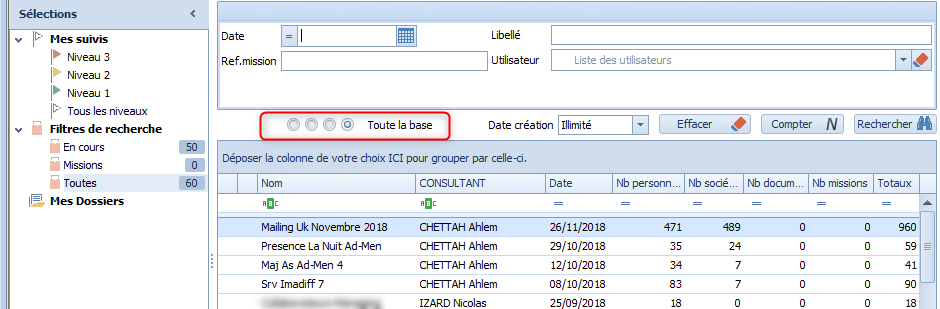 Sélections
Mes suivis
Niveau 3
Niveau 2
Niveau 1
Tous les niveaux
Filtres de recherche
En cours 50
Missions 0
Toutes 60
Mes Dossiers
Date = Libellé
Ref.mission Utilisateur Liste des utilisateurs
Toute la base Date création Illimité Effacer Compter N Rechercher
Déposer la colonne de votre choix ICI pour grouper par celle-ci.
Nom CONSULTANT Date Nb personn... Nb socié... Nb docum... Nb missions Totaux
ABC ABC = = = = = =
Mailing Uk Novembre 2018 CHETTAH Ahlem 26/11/2018 471 489 0 0 960
Presence La Nuit Ad-Men CHETTAH Ahlem 29/10/2018 35 24 0 0 59
Maj As Ad-Men 4 CHETTAH Ahlem 12/10/2018 34 7 0 0 41
Srv Imadiff 7 CHETTAH Ahlem 08/10/2018 83 7 0 0 90
IZARD Nicolas 25/09/2018 18 0 0 0 18